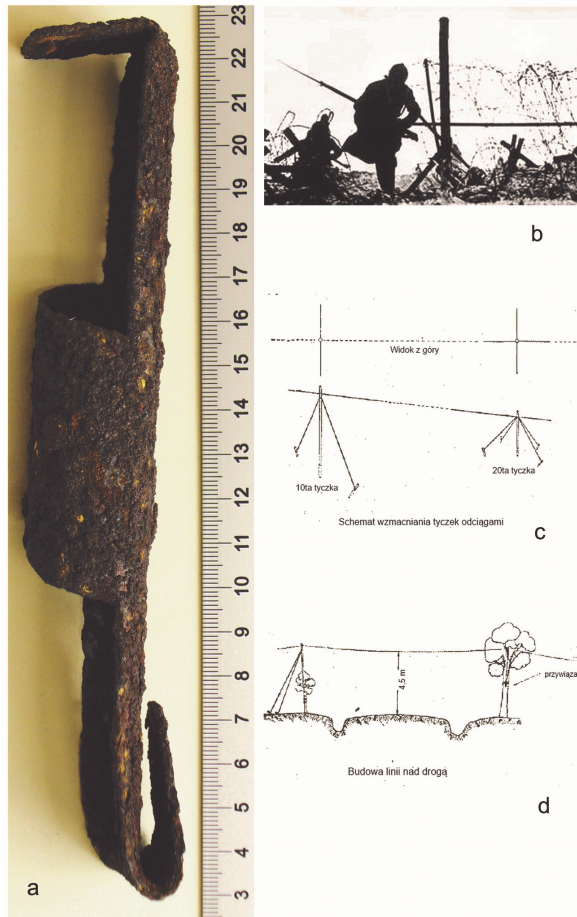 23
22
21
20
19
18
17
16
15
14
13
12
11
10
9
8
7
6
5
4
3
a
b
Widok z góry
10ta tyczka
20ta tyczka
Schemat wzmacniania tyczek odciągami
c
4,5 m
przywiąza
Budowa linii nad drogą
d